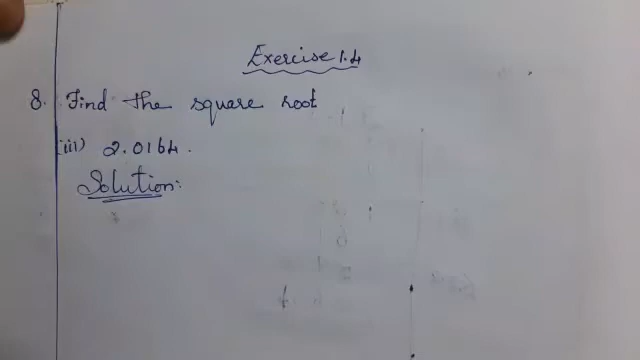 Exercise 1.4
8. Find the square root
(iii) 2.0164.
Solution: